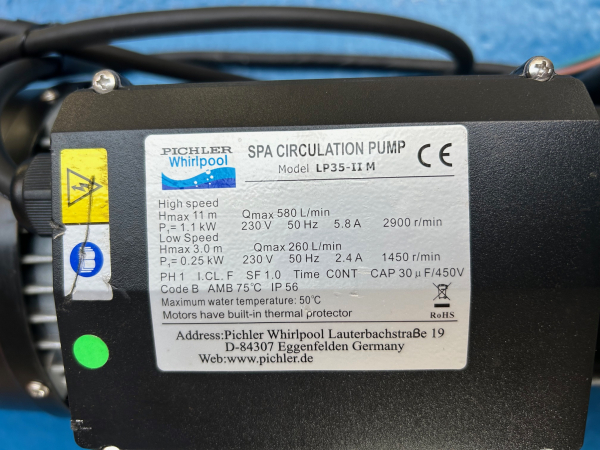 PICHLER
Whirlpool
SPA CIRCULATION PUMP
Model LP35-II M
CE
High speed
Hmax 11 m Qmax 580 L/min
P₁= 1.1 kW 230 V 50 Hz 5.8 A 2900 r/min
Low Speed
Hmax 3.0 m Qmax 260 L/min
P₁= 0.25 kW 230V 50 Hz 2.4 A 1450 r/min
PH 1 I.CL. F SF 1.0 Time CONT CAP 30 μF/450V
Code B AMB 75℃ IP 56
Maximum water temperature: 50℃
Motors have built-in thermal protector
RoHS
Address:Pichler Whirlpool Lauterbachstraße 19
D-84307 Eggenfelden Germany
Web:www.pichler.de